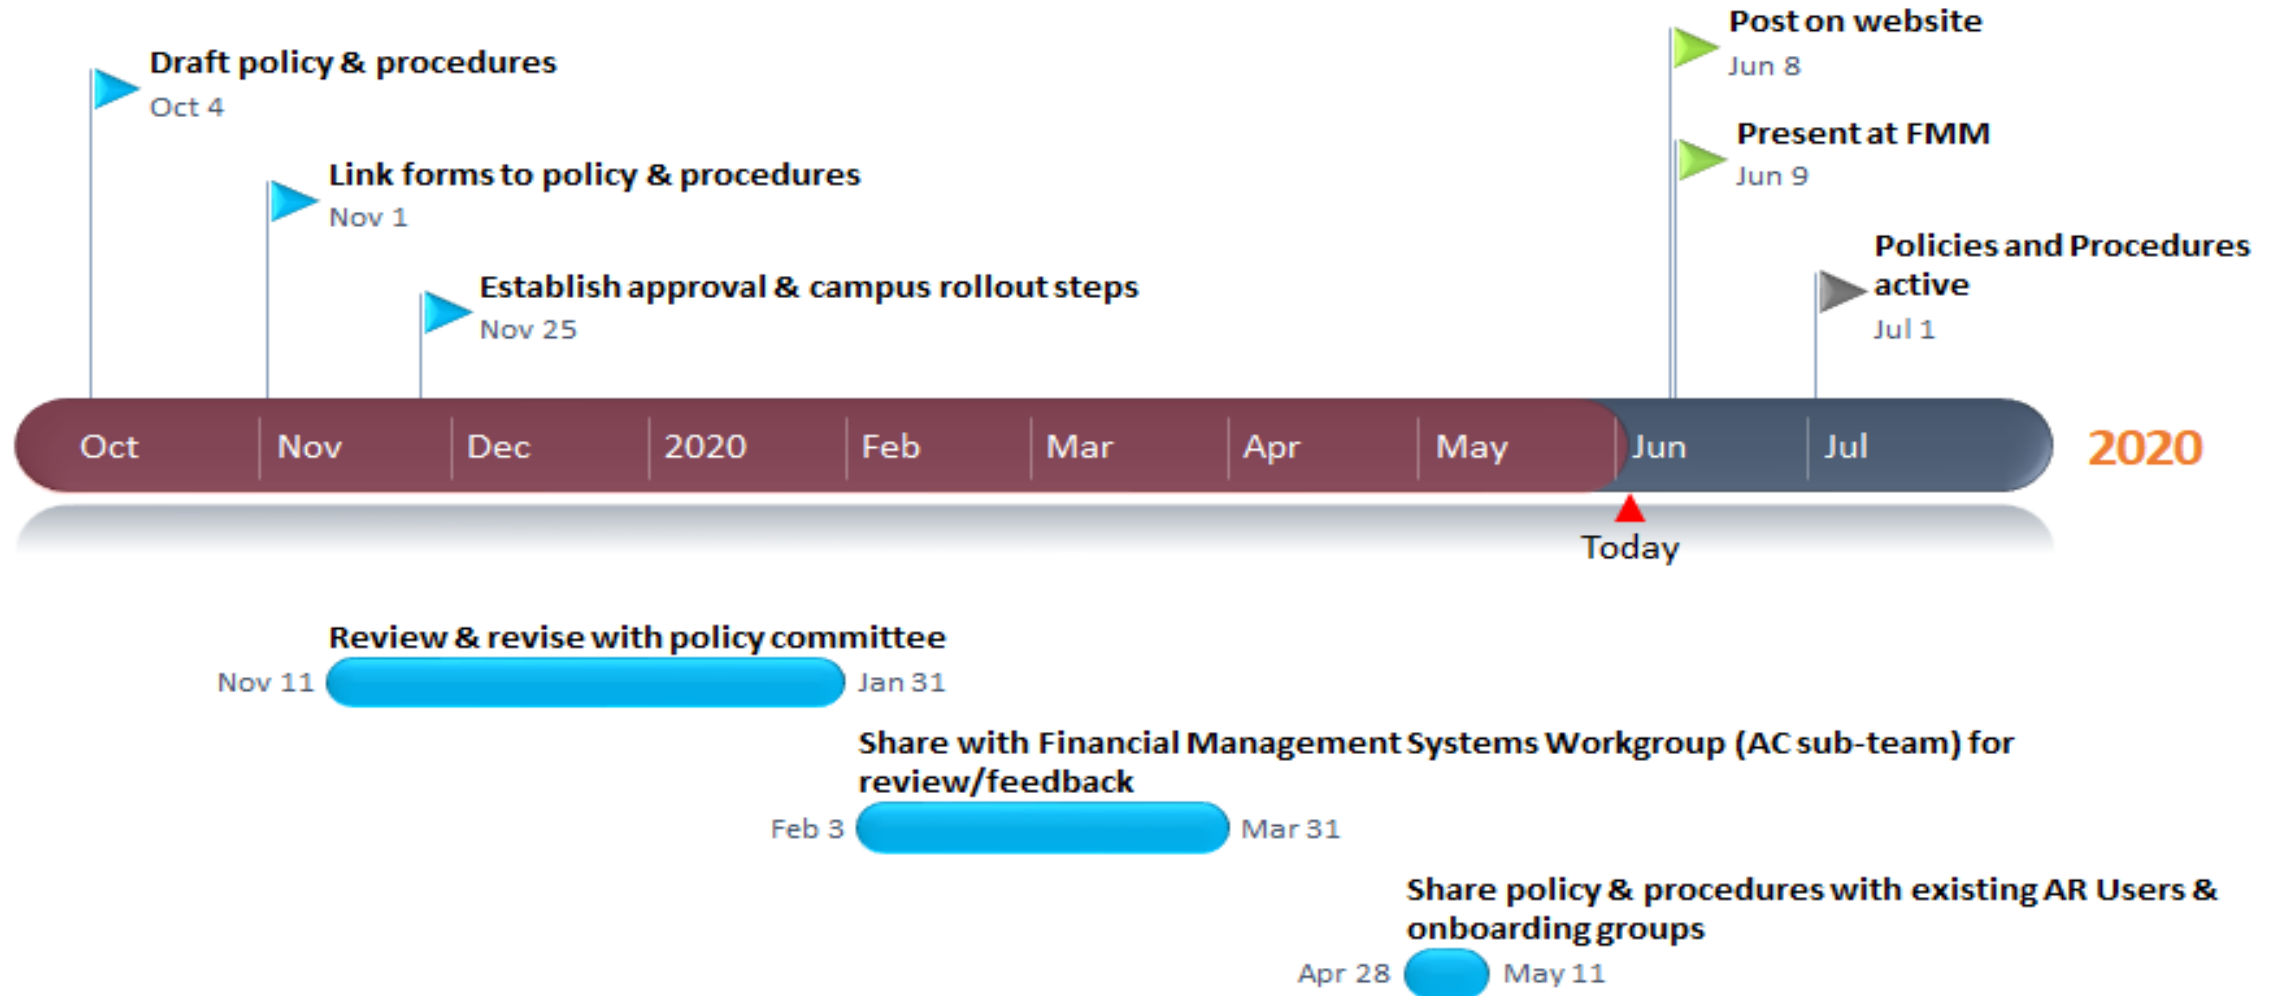 Post on website
Jun 8
Draft policy & procedures
Oct 4
Present at FMM
Jun 9
Link forms to policy & procedures
Nov 1
Policies and Procedures
active
Jul 1
Establish approval & campus rollout steps
Nov 25
Oct Nov Dec 2020 Feb Mar Apr May Jun Jul 2020
Today
Review & revise with policy committee
Nov 11 Jan 31
Share with Financial Management Systems Workgroup (AC sub-team) for
review/feedback
Feb 3 Mar 31
Share policy & procedures with existing AR Users &
onboarding groups
Apr 28 May 11